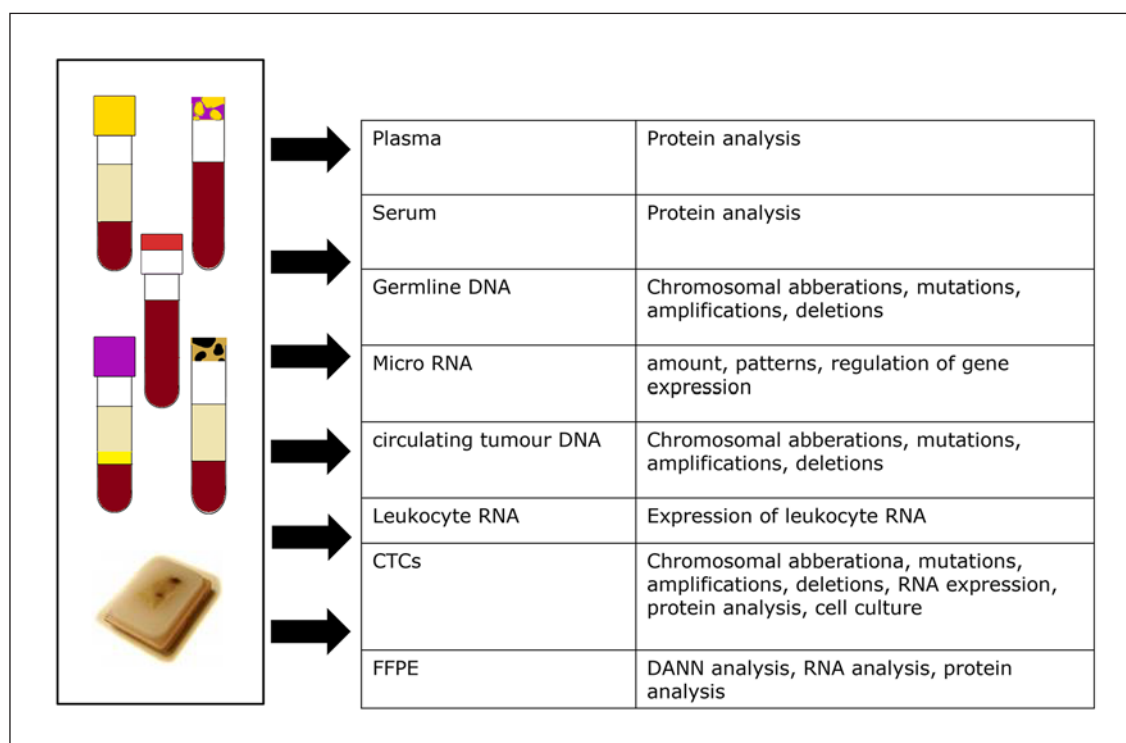 Plasma
Protein analysis
Serum
Protein analysis
Germline DNA
Chromosomal abberations, mutations,
amplifications, deletions
Micro RNA
amount, patterns, regulation of gene
expression
circulating tumour DNA
Chromosomal abberations, mutations,
amplifications, deletions
Leukocyte RNA
Expression of leukocyte RNA
CTCs
Chromosomal abberationa, mutations,
amplifications, deletions, RNA expression,
protein analysis, cell culture
FFPE
DANN analysis, RNA analysis, protein
analysis